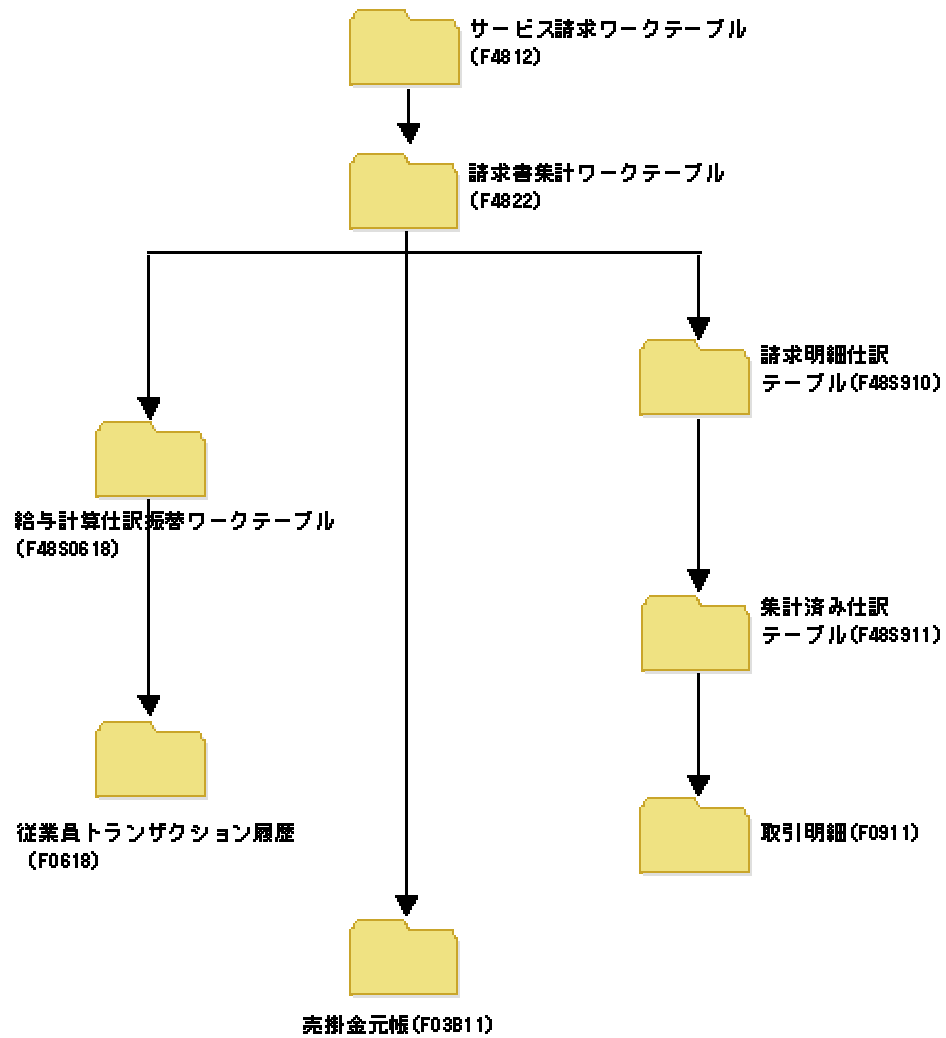 サービス請求ワークテーブル
(F4812)
請求書集計ワークテーブル
(F4822)
請求明細仕訳
テーブル(F48S910)
給与計算仕訳振替ワークテーブル
(F48S0618)
集計済み仕訳
テーブル(F48S911)
従業員トランザクション履歴
(F0618)
取引明細(F0911)
売掛金元帳(F03B11)